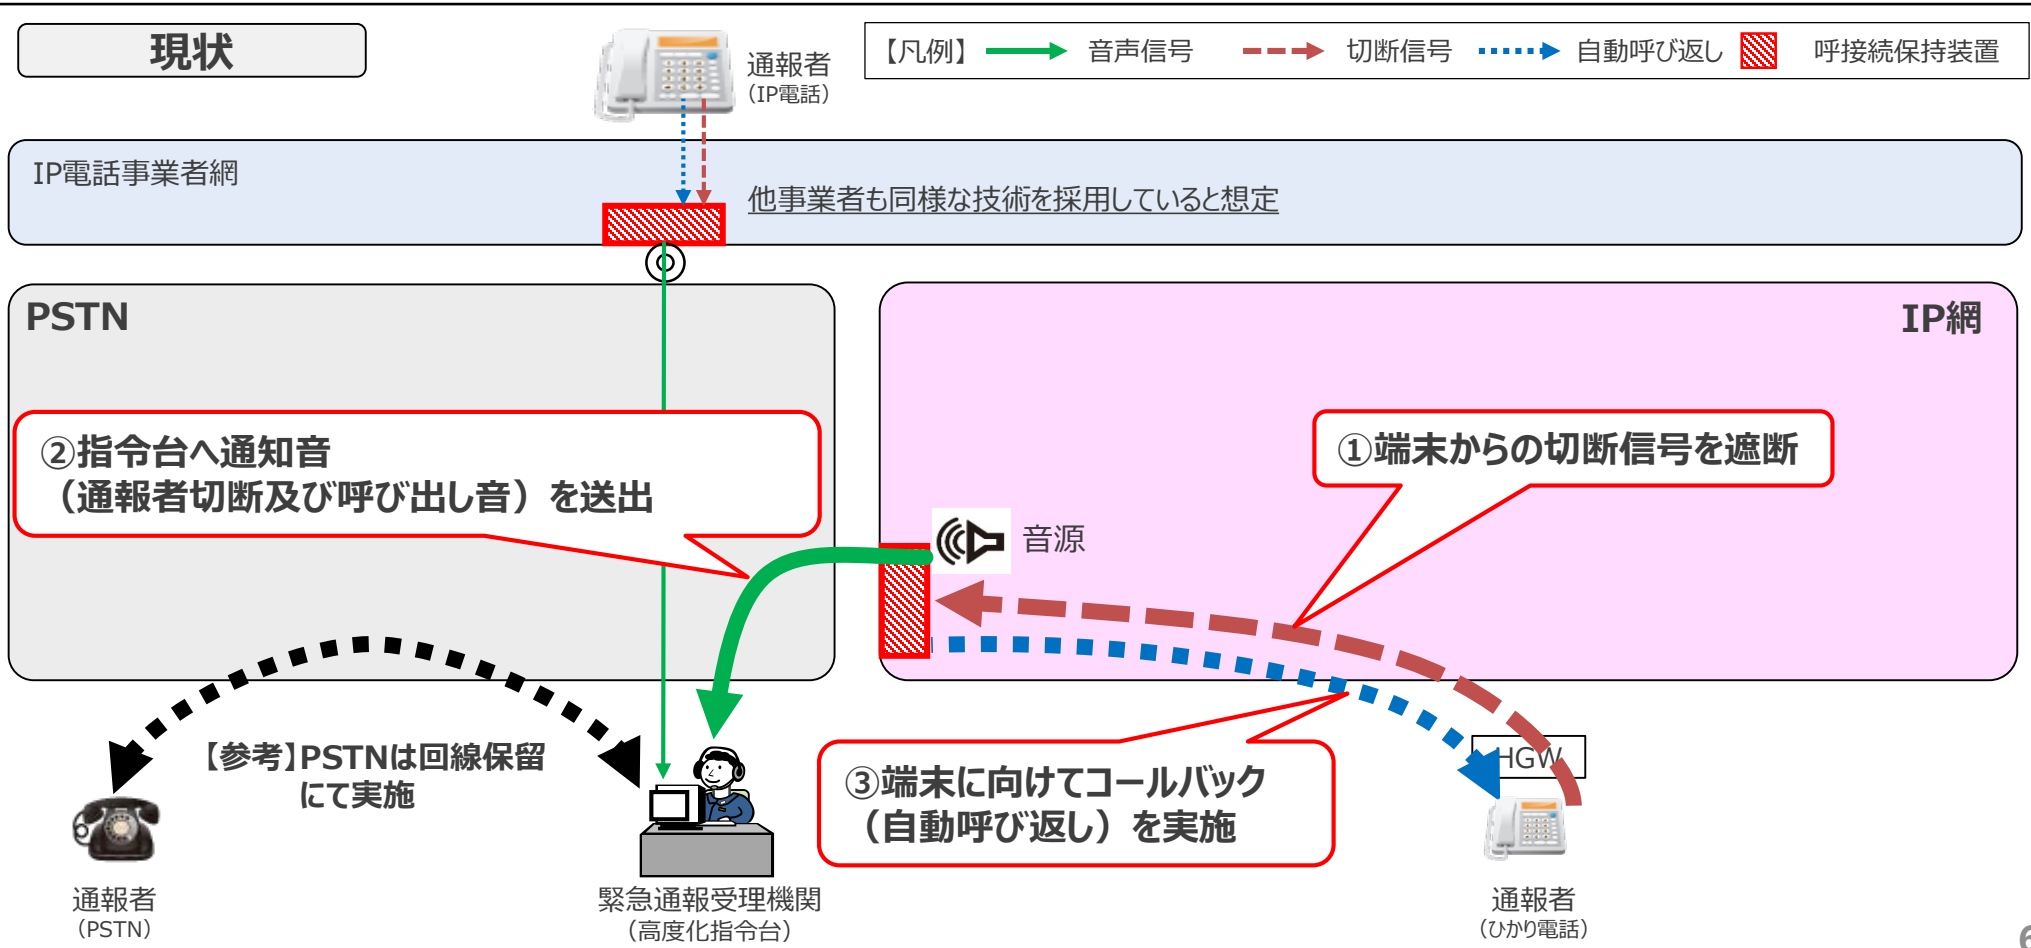 現状
通報者
（IP電話）
【凡例】 音声信号 切断信号 自動呼び返し 呼接続保持装置
IP電話事業者網
他事業者も同様な技術を採用していると想定
PSTN
IP網
②指令台へ通知音
（通報者切断及び呼び出し音）を送出
①端末からの切断信号を遮断
音源
【参考】PSTNは回線保留
にて実施
③端末に向けてコールバック
（自動呼び返し）を実施
HGW
通報者
（PSTN）
緊急通報受理機関
（高度化指令台）
通報者
（ひかり電話）
6